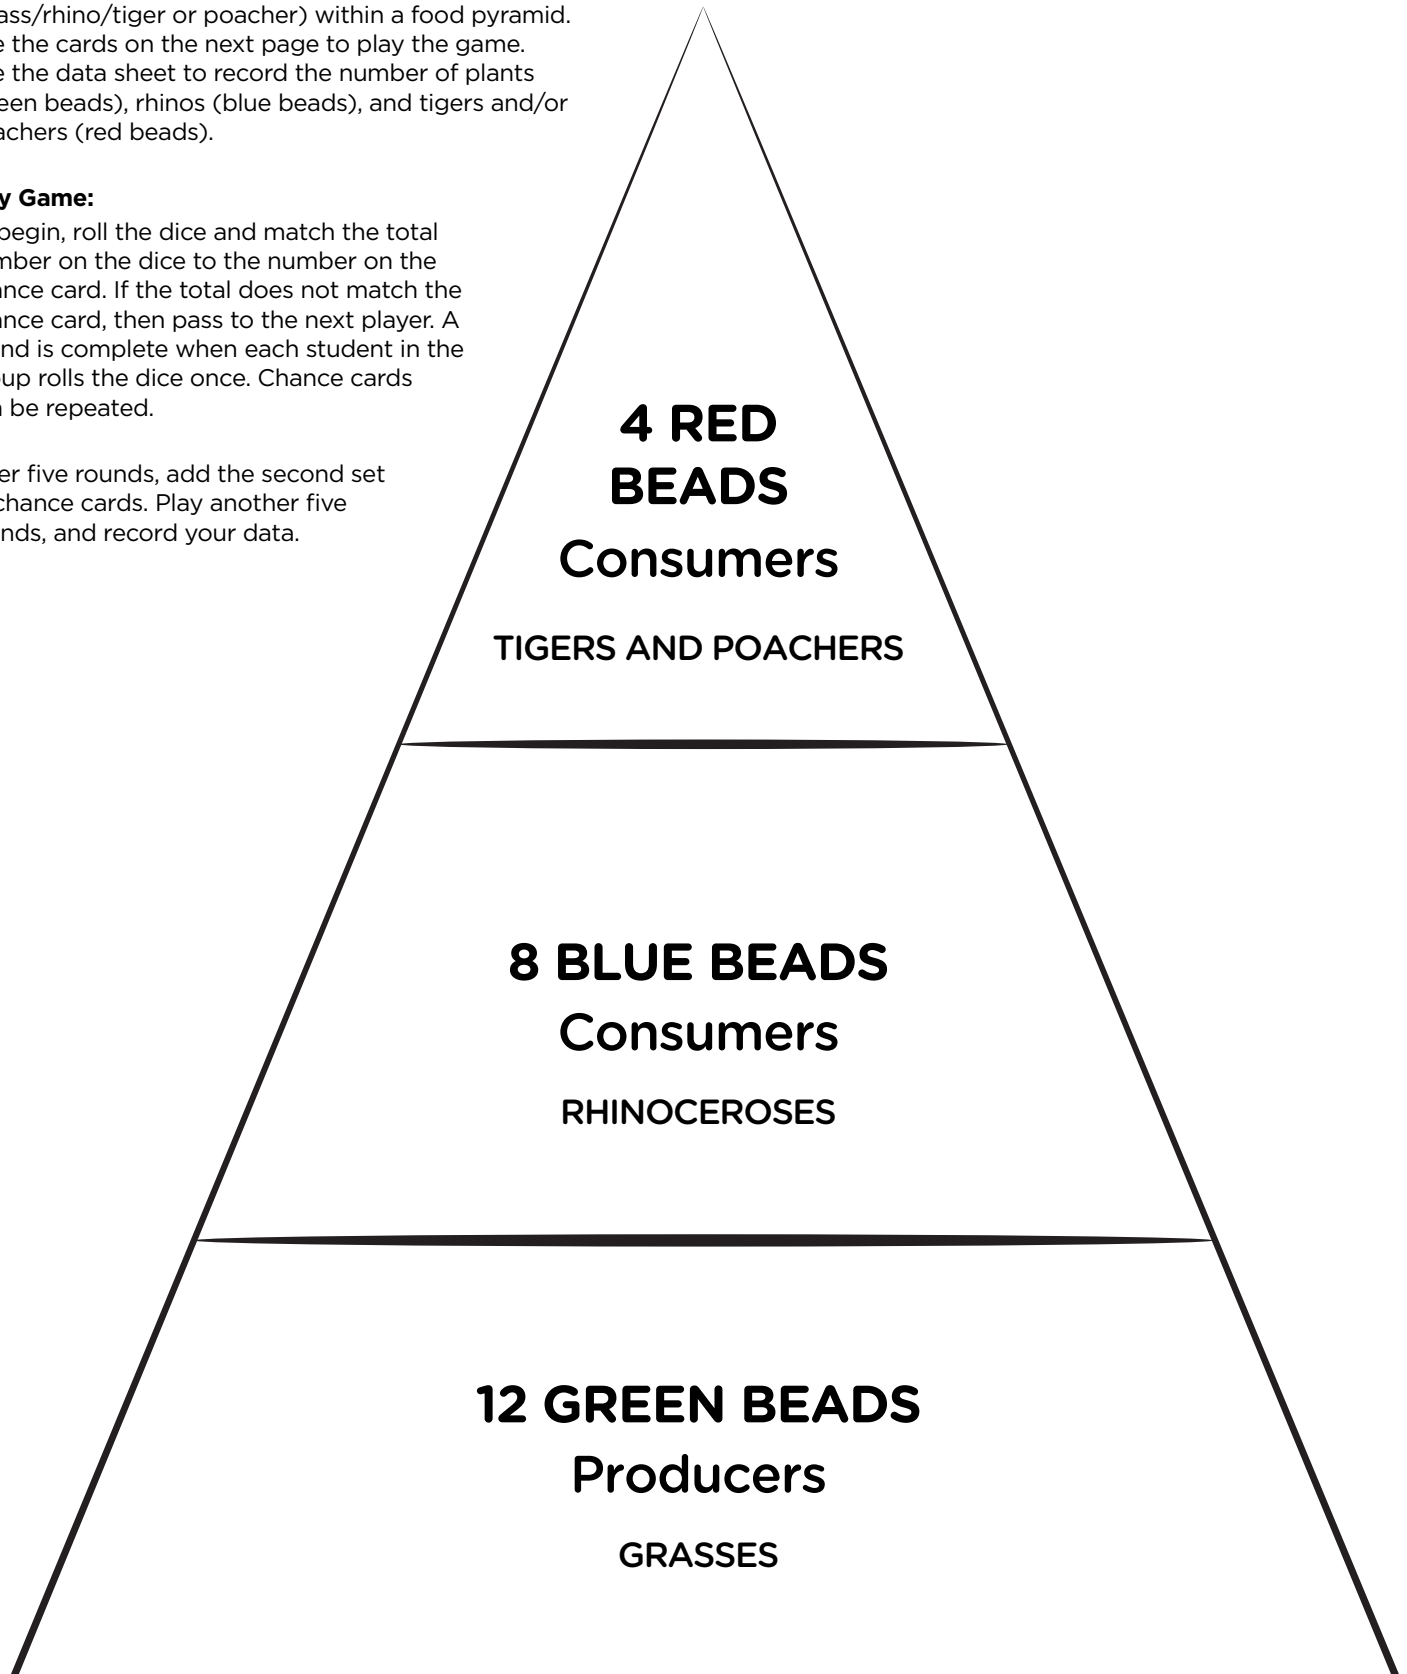 ass/rhino/tiger or poacher) within a food pyramid.
e the cards on the next page to play the game.
e the data sheet to record the number of plants
een beads), rhinos (blue beads), and tigers and/or
achers (red beads).
y Game:
begin, roll the dice and match the total
mber on the dice to the number on the
ance card. If the total does not match the
ance card, then pass to the next player. A
nd is complete when each student in the
oup rolls the dice once. Chance cards
n be repeated.
er five rounds, add the second set
chance cards. Play another five
nds, and record your data.
4 RED
BEADS
Consumers
TIGERS AND POACHERS
8 BLUE BEADS
Consumers
RHINOCEROSES
12 GREEN BEADS
Producers
GRASSES